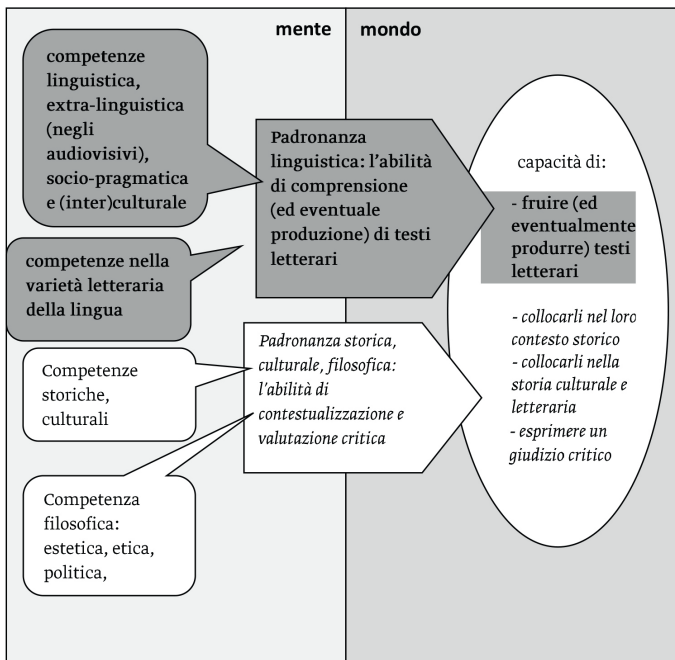 mente
mondo
competenze
linguistica,
extra-linguistica
(negli
audiovisivi),
socio-pragmatica
e (inter)culturale
competenze nella
varietà letteraria
della lingua
Competenze
storiche,
culturali
Competenza
filosofica:
estetica, etica,
politica,
Padronanza
linguistica: l'abilità
di comprensione
(ed eventuale
produzione) di testi
letterari
Padronanza storica,
culturale, filosofica:
l'abilità di
contestualizzazione e
valutazione critica
capacità di:
- fruire (ed
eventualmente
produrre) testi
letterari
- collocarli nel loro
contesto storico
- collocarli nella
storia culturale e
letteraria
- esprimere un
giudizio critico